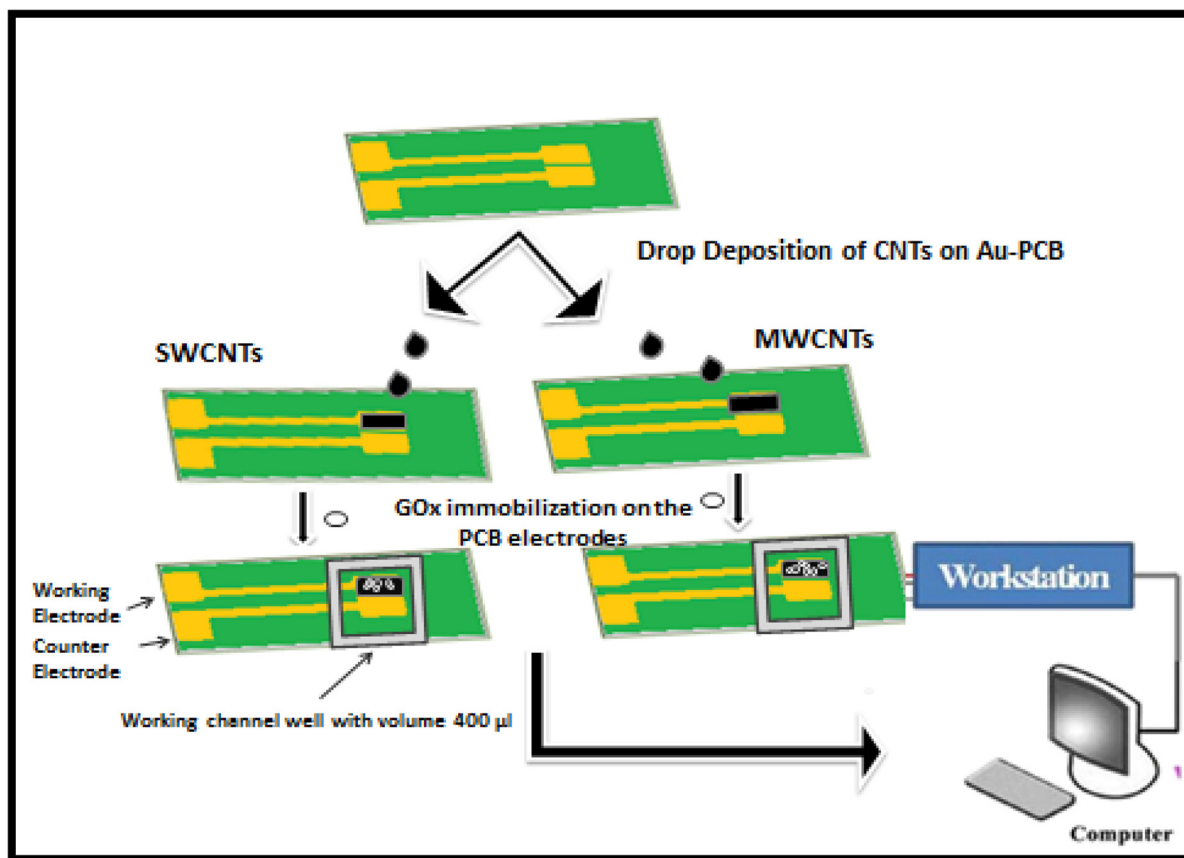 Drop Deposition of CNTs on Au-PCB
SWCNTs
MWCNTs
GOx immobilization on the
PCB electrodes
Working
Electrode
Counter
Electrode
Working channel well with volume 400 µl
Workstation
Computer